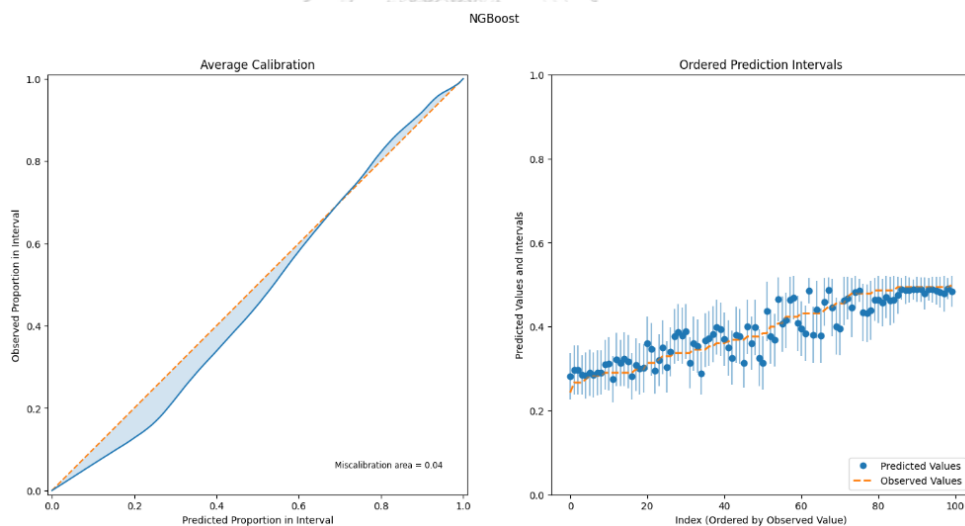 NGBoost
Average Calibration
1.0
0.8
0.6
0.4
0.2
0.0
Observed Proportion in Interval
0.0 0.2 0.4 0.6 0.8 1.0
Predicted Proportion in Interval
Miscalibration area = 0.04
Ordered Prediction Intervals
1.0
0.8
0.6
0.4
0.2
0.0
Predicted Values and Intervals
0 20 40 60 80 100
Index (Ordered by Observed Value)
Predicted Values
Observed Values